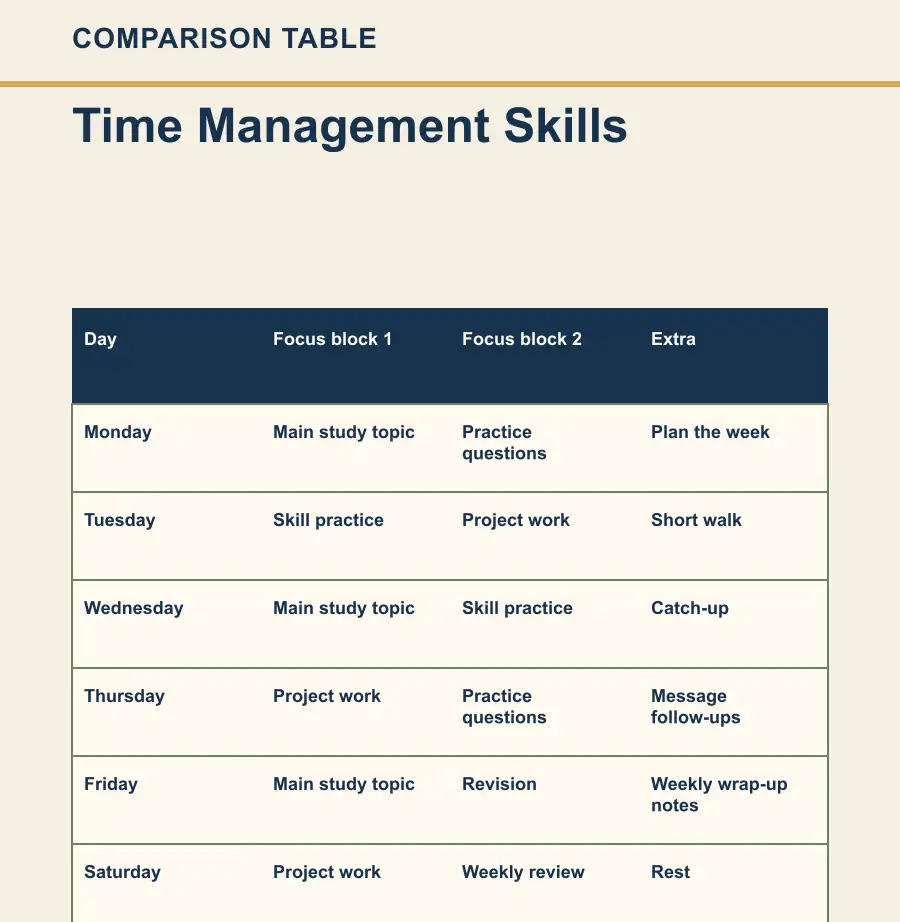 COMPARISON TABLE
Time Management Skills
Day Focus block 1 Focus block 2 Extra
Monday Main study topic Practice questions Plan the week
Tuesday Skill practice Project work Short walk
Wednesday Main study topic Skill practice Catch-up
Thursday Project work Practice questions Message follow-ups
Friday Main study topic Revision Weekly wrap-up notes
Saturday Project work Weekly review Rest